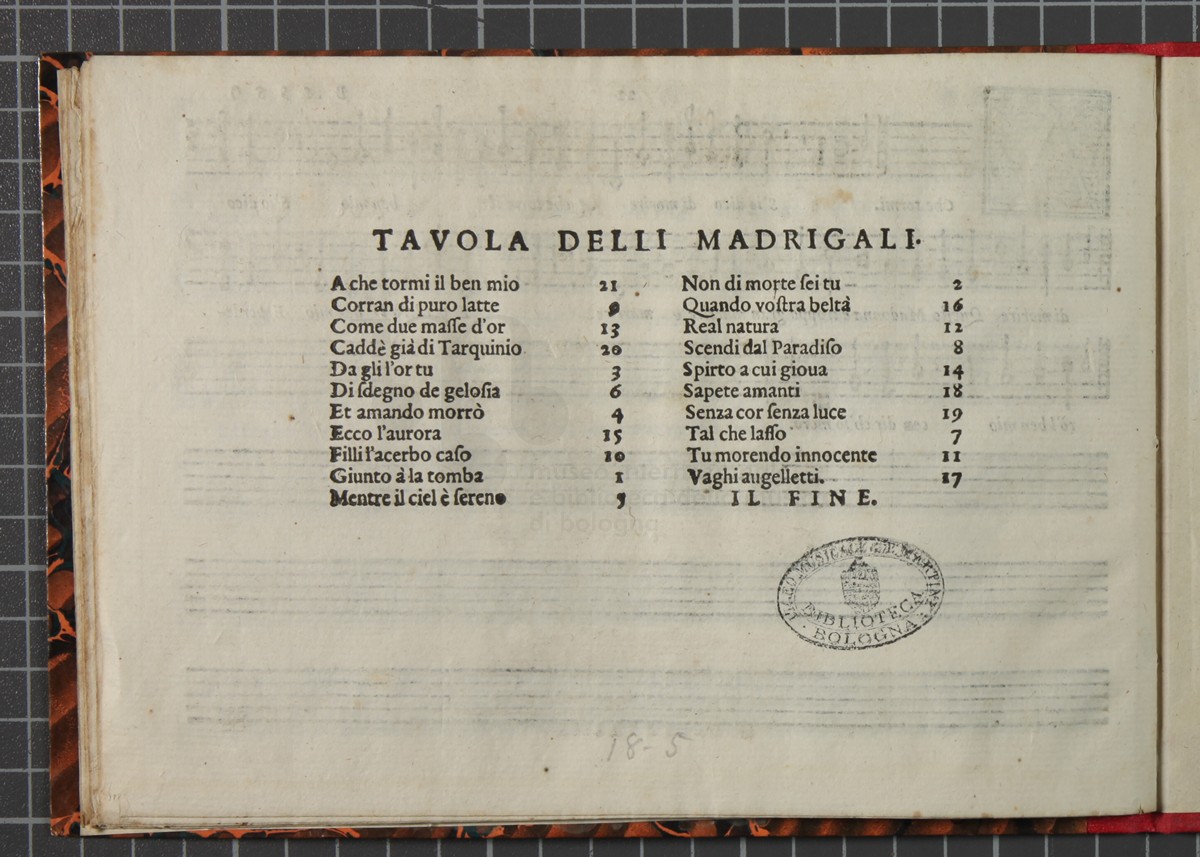 TAVOLA DELLI MADRIGALI.
A che tormi il ben mio 21
Corran di puro latte 9
Come due maſſe d'or 13
Caddè già di Tarquinio 20
Da gli l'or tu 3
Di ſdegno de geloſia 6
Et amando morrò 4
Ecco l'aurora 15
Filli l'acerbo caſo 10
Giunto à la tomba 1
Mentre il ciel è ſereno 5
Non di morte ſei tu 2
Quando voſtra beltà 16
Real natura 12
Scendi dal Paradiſo 8
Spirto a cui gioua 14
Sapete amanti 18
Senza cor ſenza luce 19
Tal che laſſo 7
Tu morendo innocente 11
Vaghi augelletti. 17
IL FINE.
BIBLIOTECA
BOLOGNA
di bologna
18-5